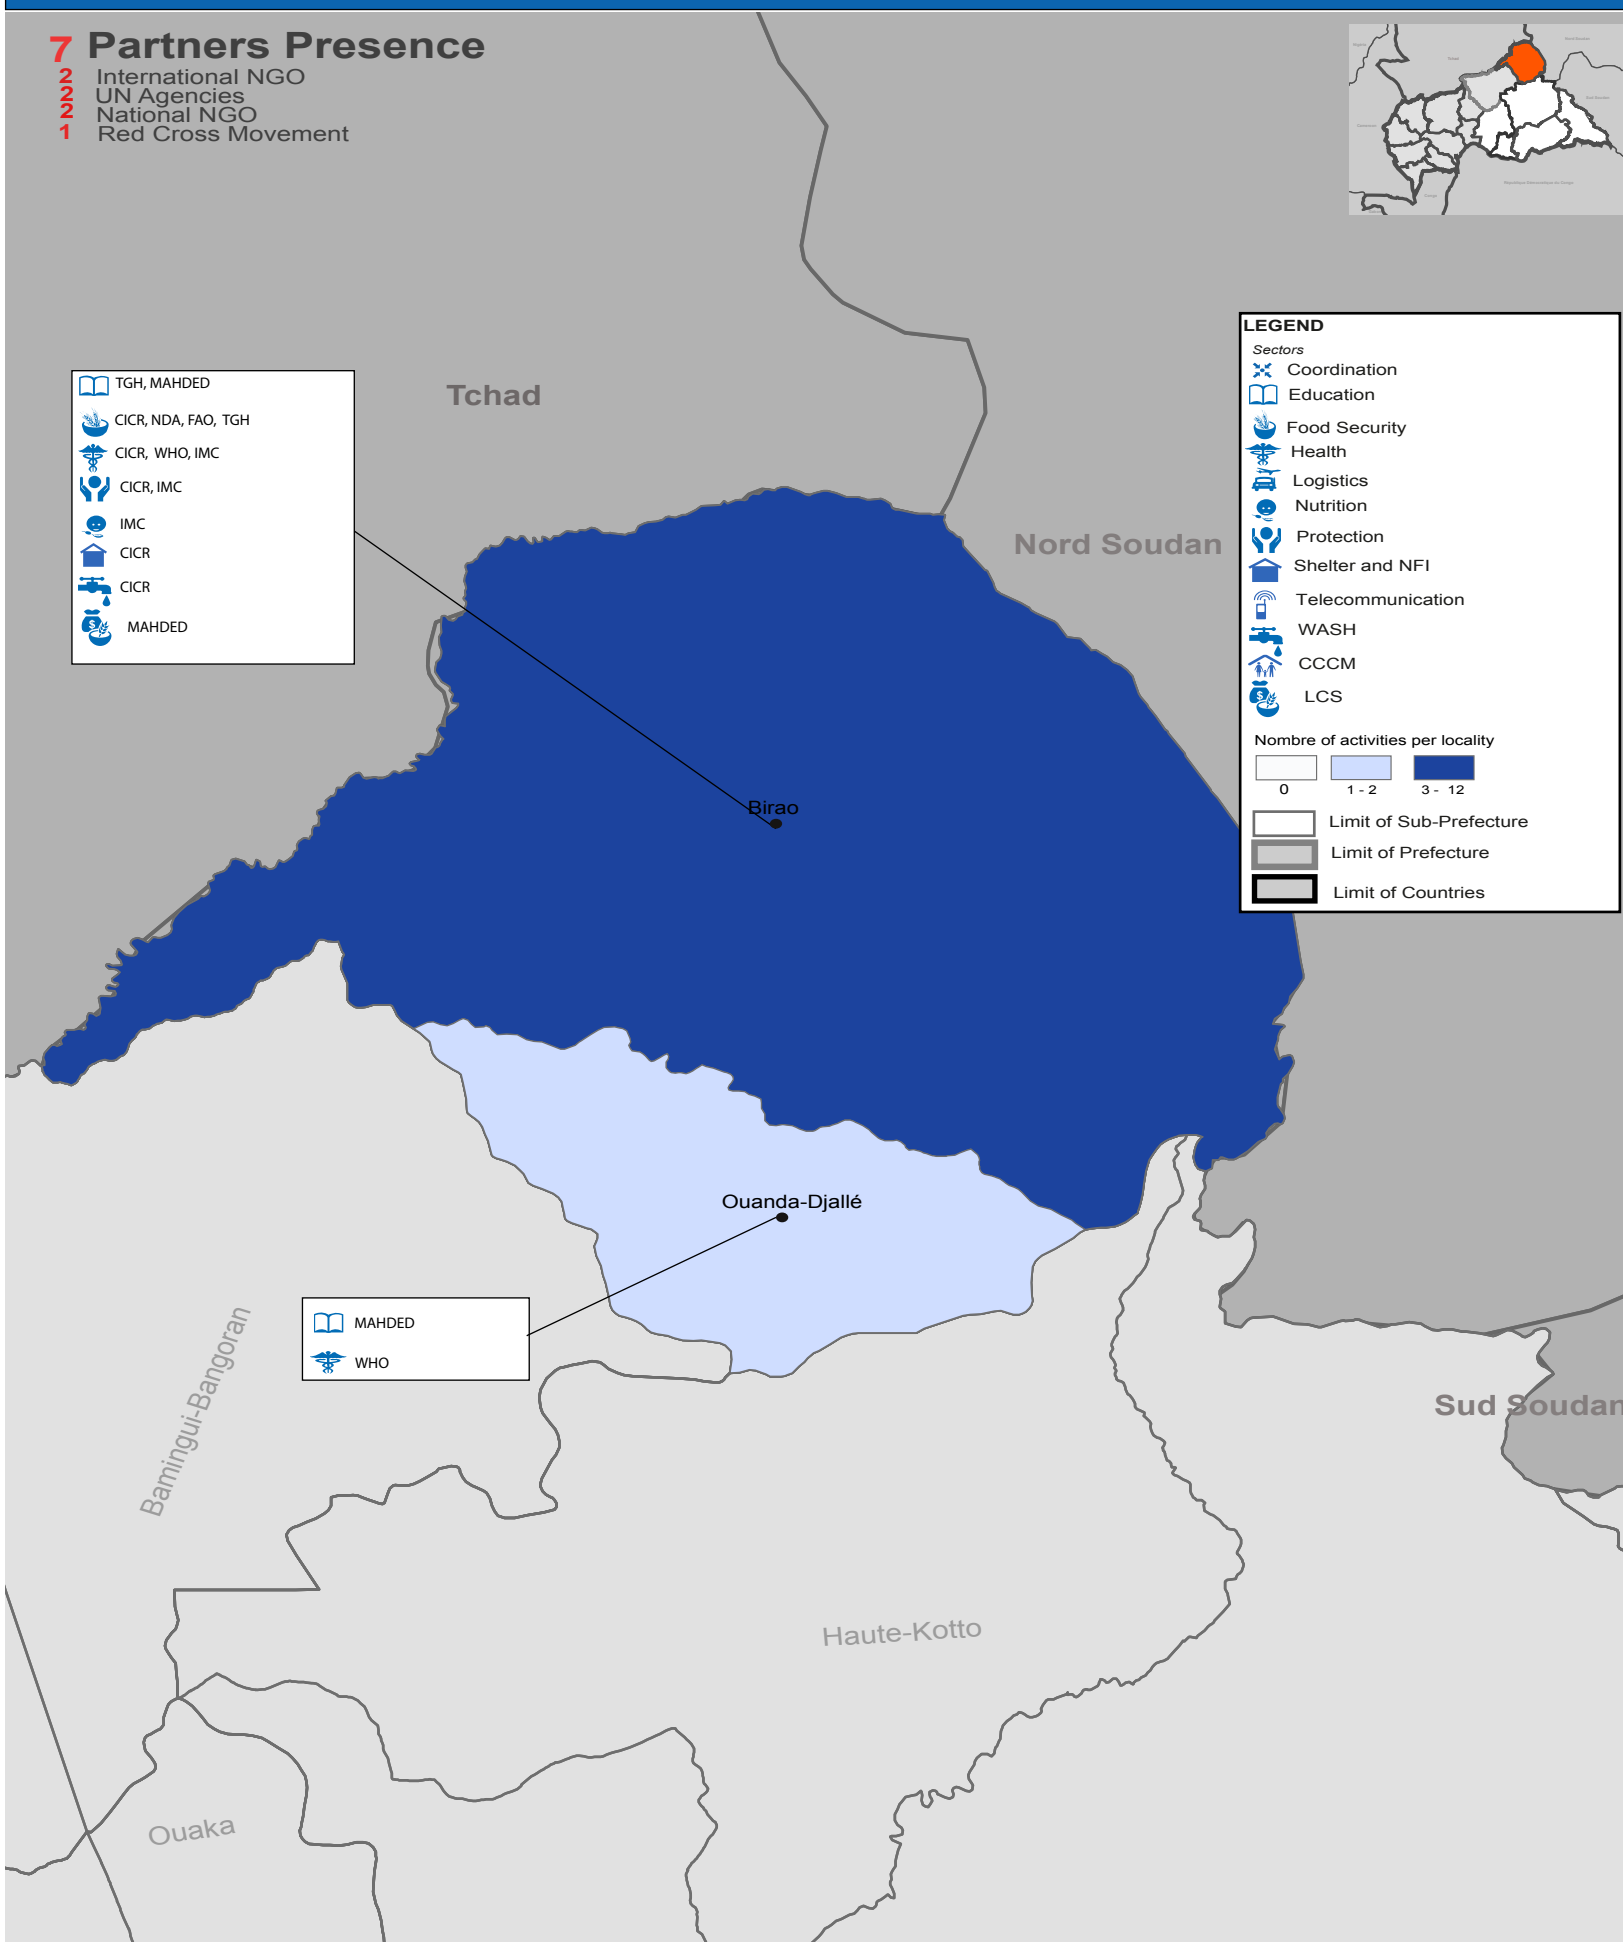 7 Partners Presence
2 International NGO
2 UN Agencies
2 National NGO
1 Red Cross Movement
TGH, MAHDED
CICR, NDA, FAO, TGH
CICR, WHO, IMC
CICR, IMC
IMC
CICR
CICR
MAHDED
Tchad
Nord Soudan
LEGEND
Sectors
Coordination
Education
Food Security
Health
Logistics
Nutrition
Protection
Shelter and NFI
Telecommunication
WASH
CCCM
LCS
Nombre of activities per locality
0
1 - 2
3 - 12
Limit of Sub-Prefecture
Limit of Prefecture
Limit of Countries
Birao
Ouanda-Djallé
MAHDED
WHO
Bamingui-Bangoran
Sud Soudan
Haute-Kotto
Ouaka